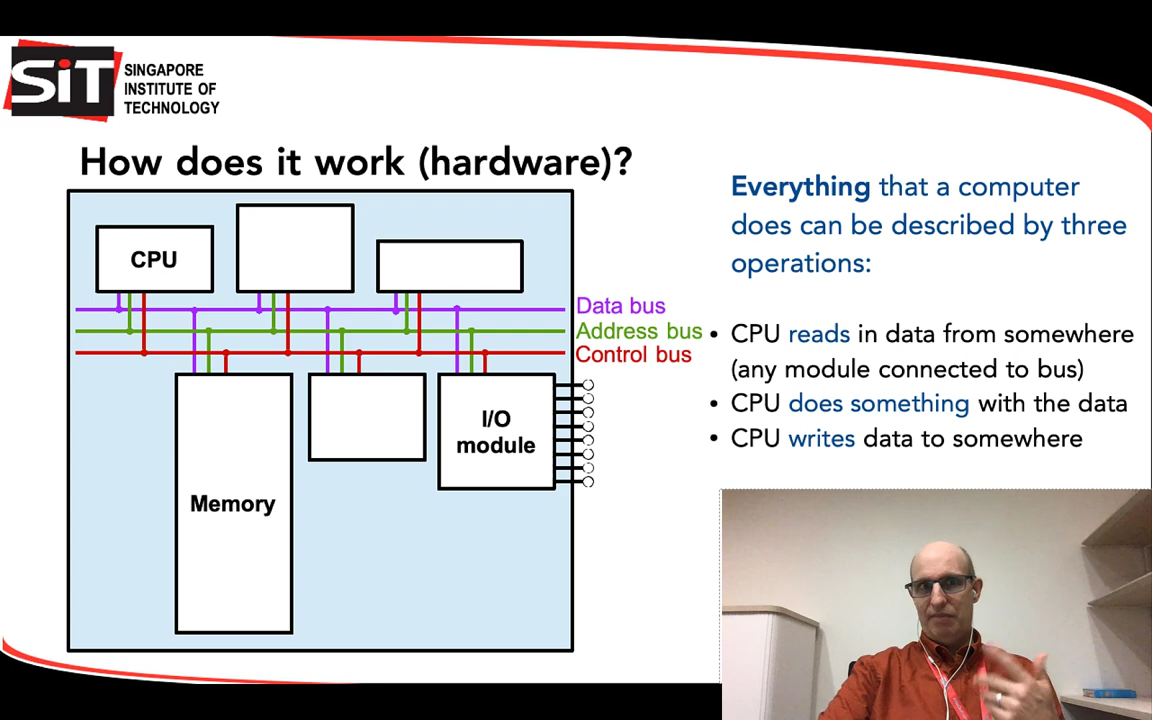 SiT
SINGAPORE
INSTITUTE OF
TECHNOLOGY
How does it work (hardware)?
CPU
Data bus
Address bus
Control bus
I/O
module
Memory
Everything that a computer
does can be described by three
operations:
• CPU reads in data from somewhere
(any module connected to bus)
• CPU does something with the data
• CPU writes data to somewhere